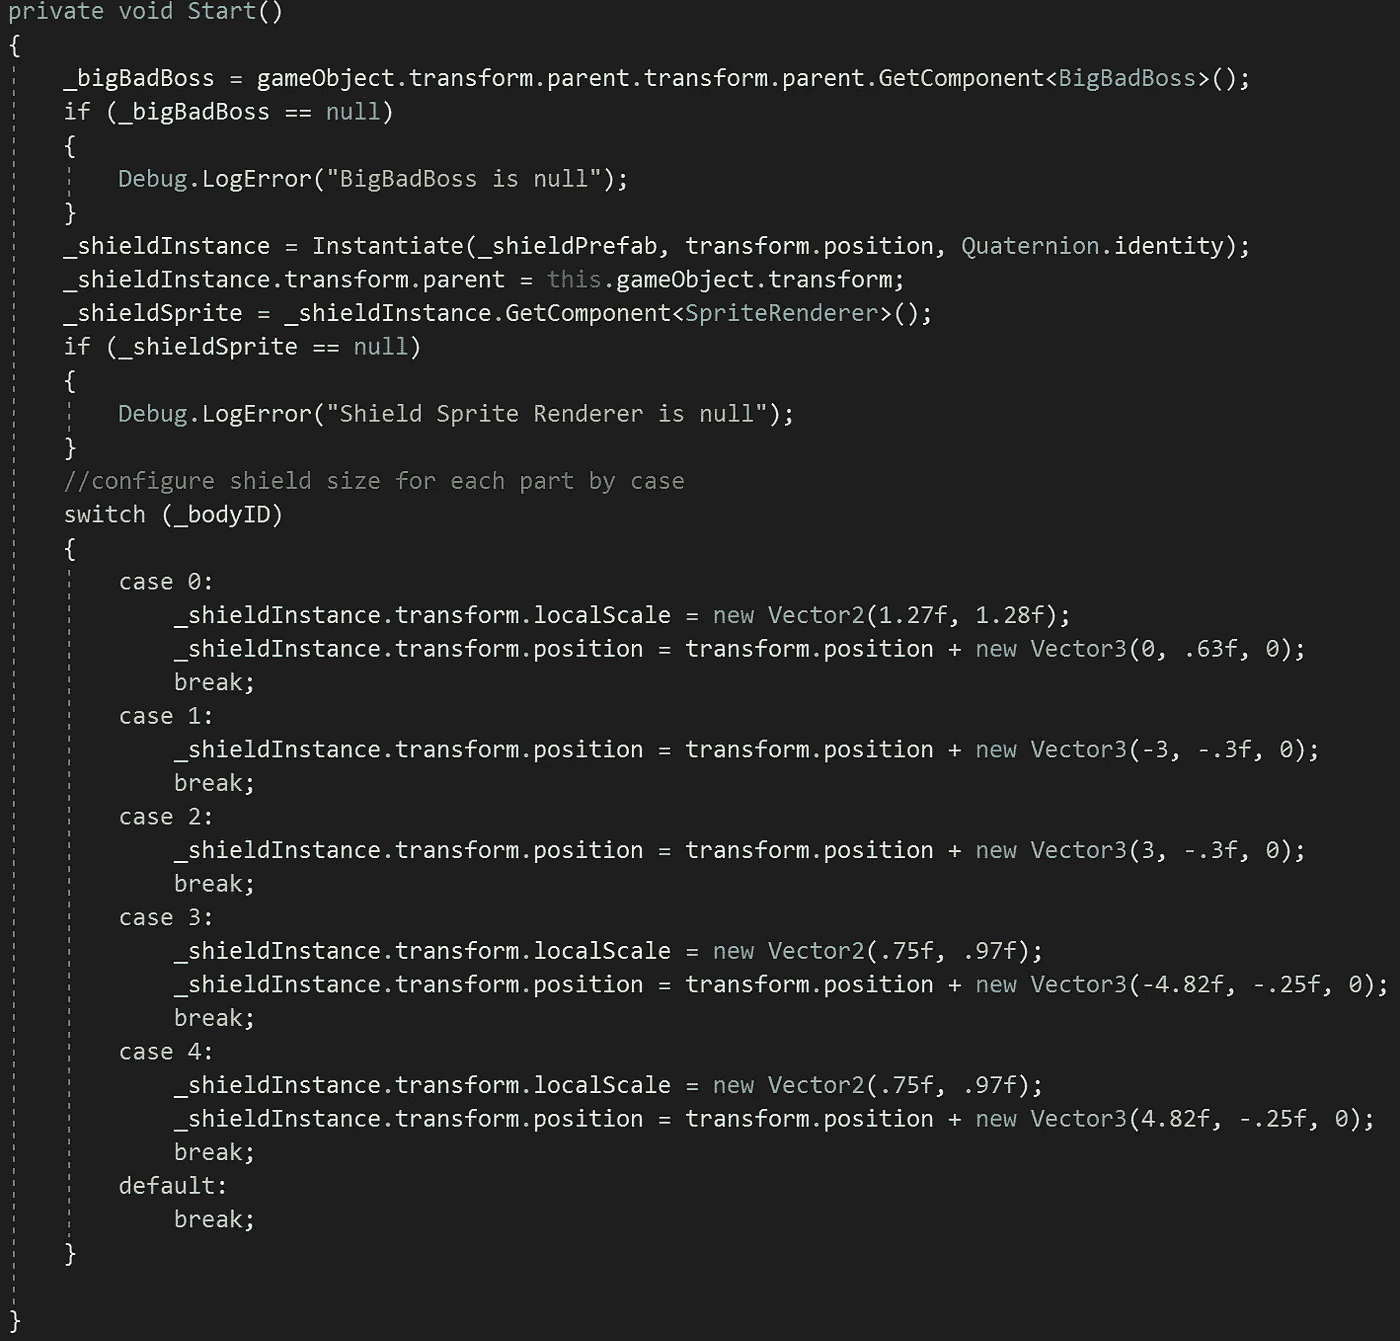 private void Start()
{
    _bigBadBoss = gameObject.transform.parent.transform.parent.GetComponent<BigBadBoss>();
    if (_bigBadBoss == null)
    {
        Debug.LogError("BigBadBoss is null");
    }
    _shieldInstance = Instantiate(_shieldPrefab, transform.position, Quaternion.identity);
    _shieldInstance.transform.parent = this.gameObject.transform;
    _shieldSprite = _shieldInstance.GetComponent<SpriteRenderer>();
    if (_shieldSprite == null)
    {
        Debug.LogError("Shield Sprite Renderer is null");
    }
    //configure shield size for each part by case
    switch (_bodyID)
    {
        case 0:
            _shieldInstance.transform.localScale = new Vector2(1.27f, 1.28f);
            _shieldInstance.transform.position = transform.position + new Vector3(0, .63f, 0);
            break;
        case 1:
            _shieldInstance.transform.position = transform.position + new Vector3(-3, -.3f, 0);
            break;
        case 2:
            _shieldInstance.transform.position = transform.position + new Vector3(3, -.3f, 0);
            break;
        case 3:
            _shieldInstance.transform.localScale = new Vector2(.75f, .97f);
            _shieldInstance.transform.position = transform.position + new Vector3(-4.82f, -.25f, 0);
            break;
        case 4:
            _shieldInstance.transform.localScale = new Vector2(.75f, .97f);
            _shieldInstance.transform.position = transform.position + new Vector3(4.82f, -.25f, 0);
            break;
        default:
            break;
    }
}